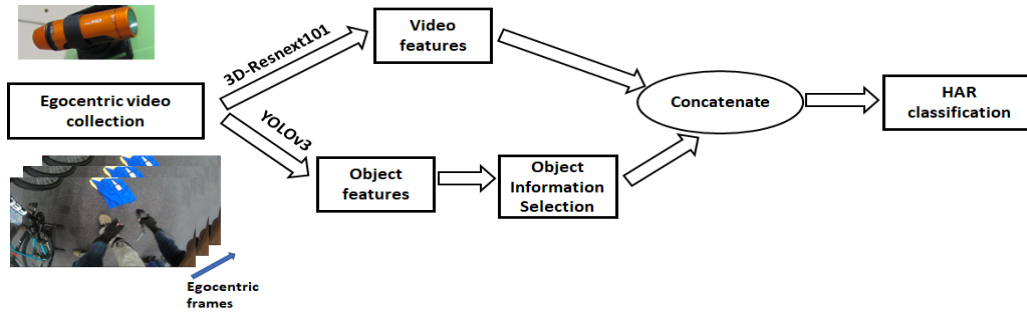 3D-Resnext101
Video
features
Egocentric video
collection
Concatenate
HAR
classification
YOLOv3
Object
features
Object
Information
Selection
Egocentric
frames